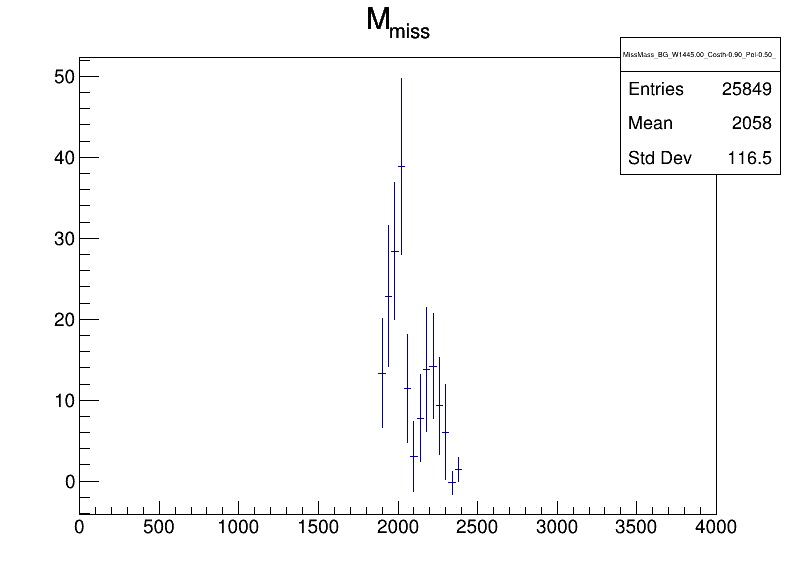 M_miss
MissMass_BG_W1445.00_Costh-0.90_Pol-0.50_
Entries 25849
Mean 2058
Std Dev 116.5
50
40
30
20
10
0
0 500 1000 1500 2000 2500 3000 3500 4000